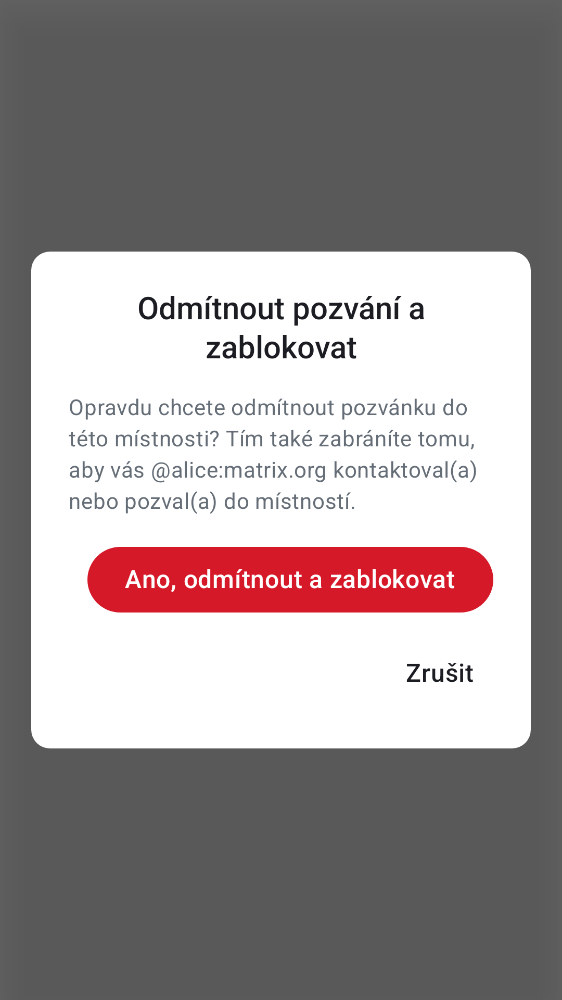 Odmítnout pozvání a
zablokovat
Opravdu chcete odmítnout pozvánku do
této místnosti? Tím také zabráníte tomu,
aby vás @alice:matrix.org kontaktoval(a)
nebo pozval(a) do místností.
Ano, odmítnout a zablokovat
Zrušit